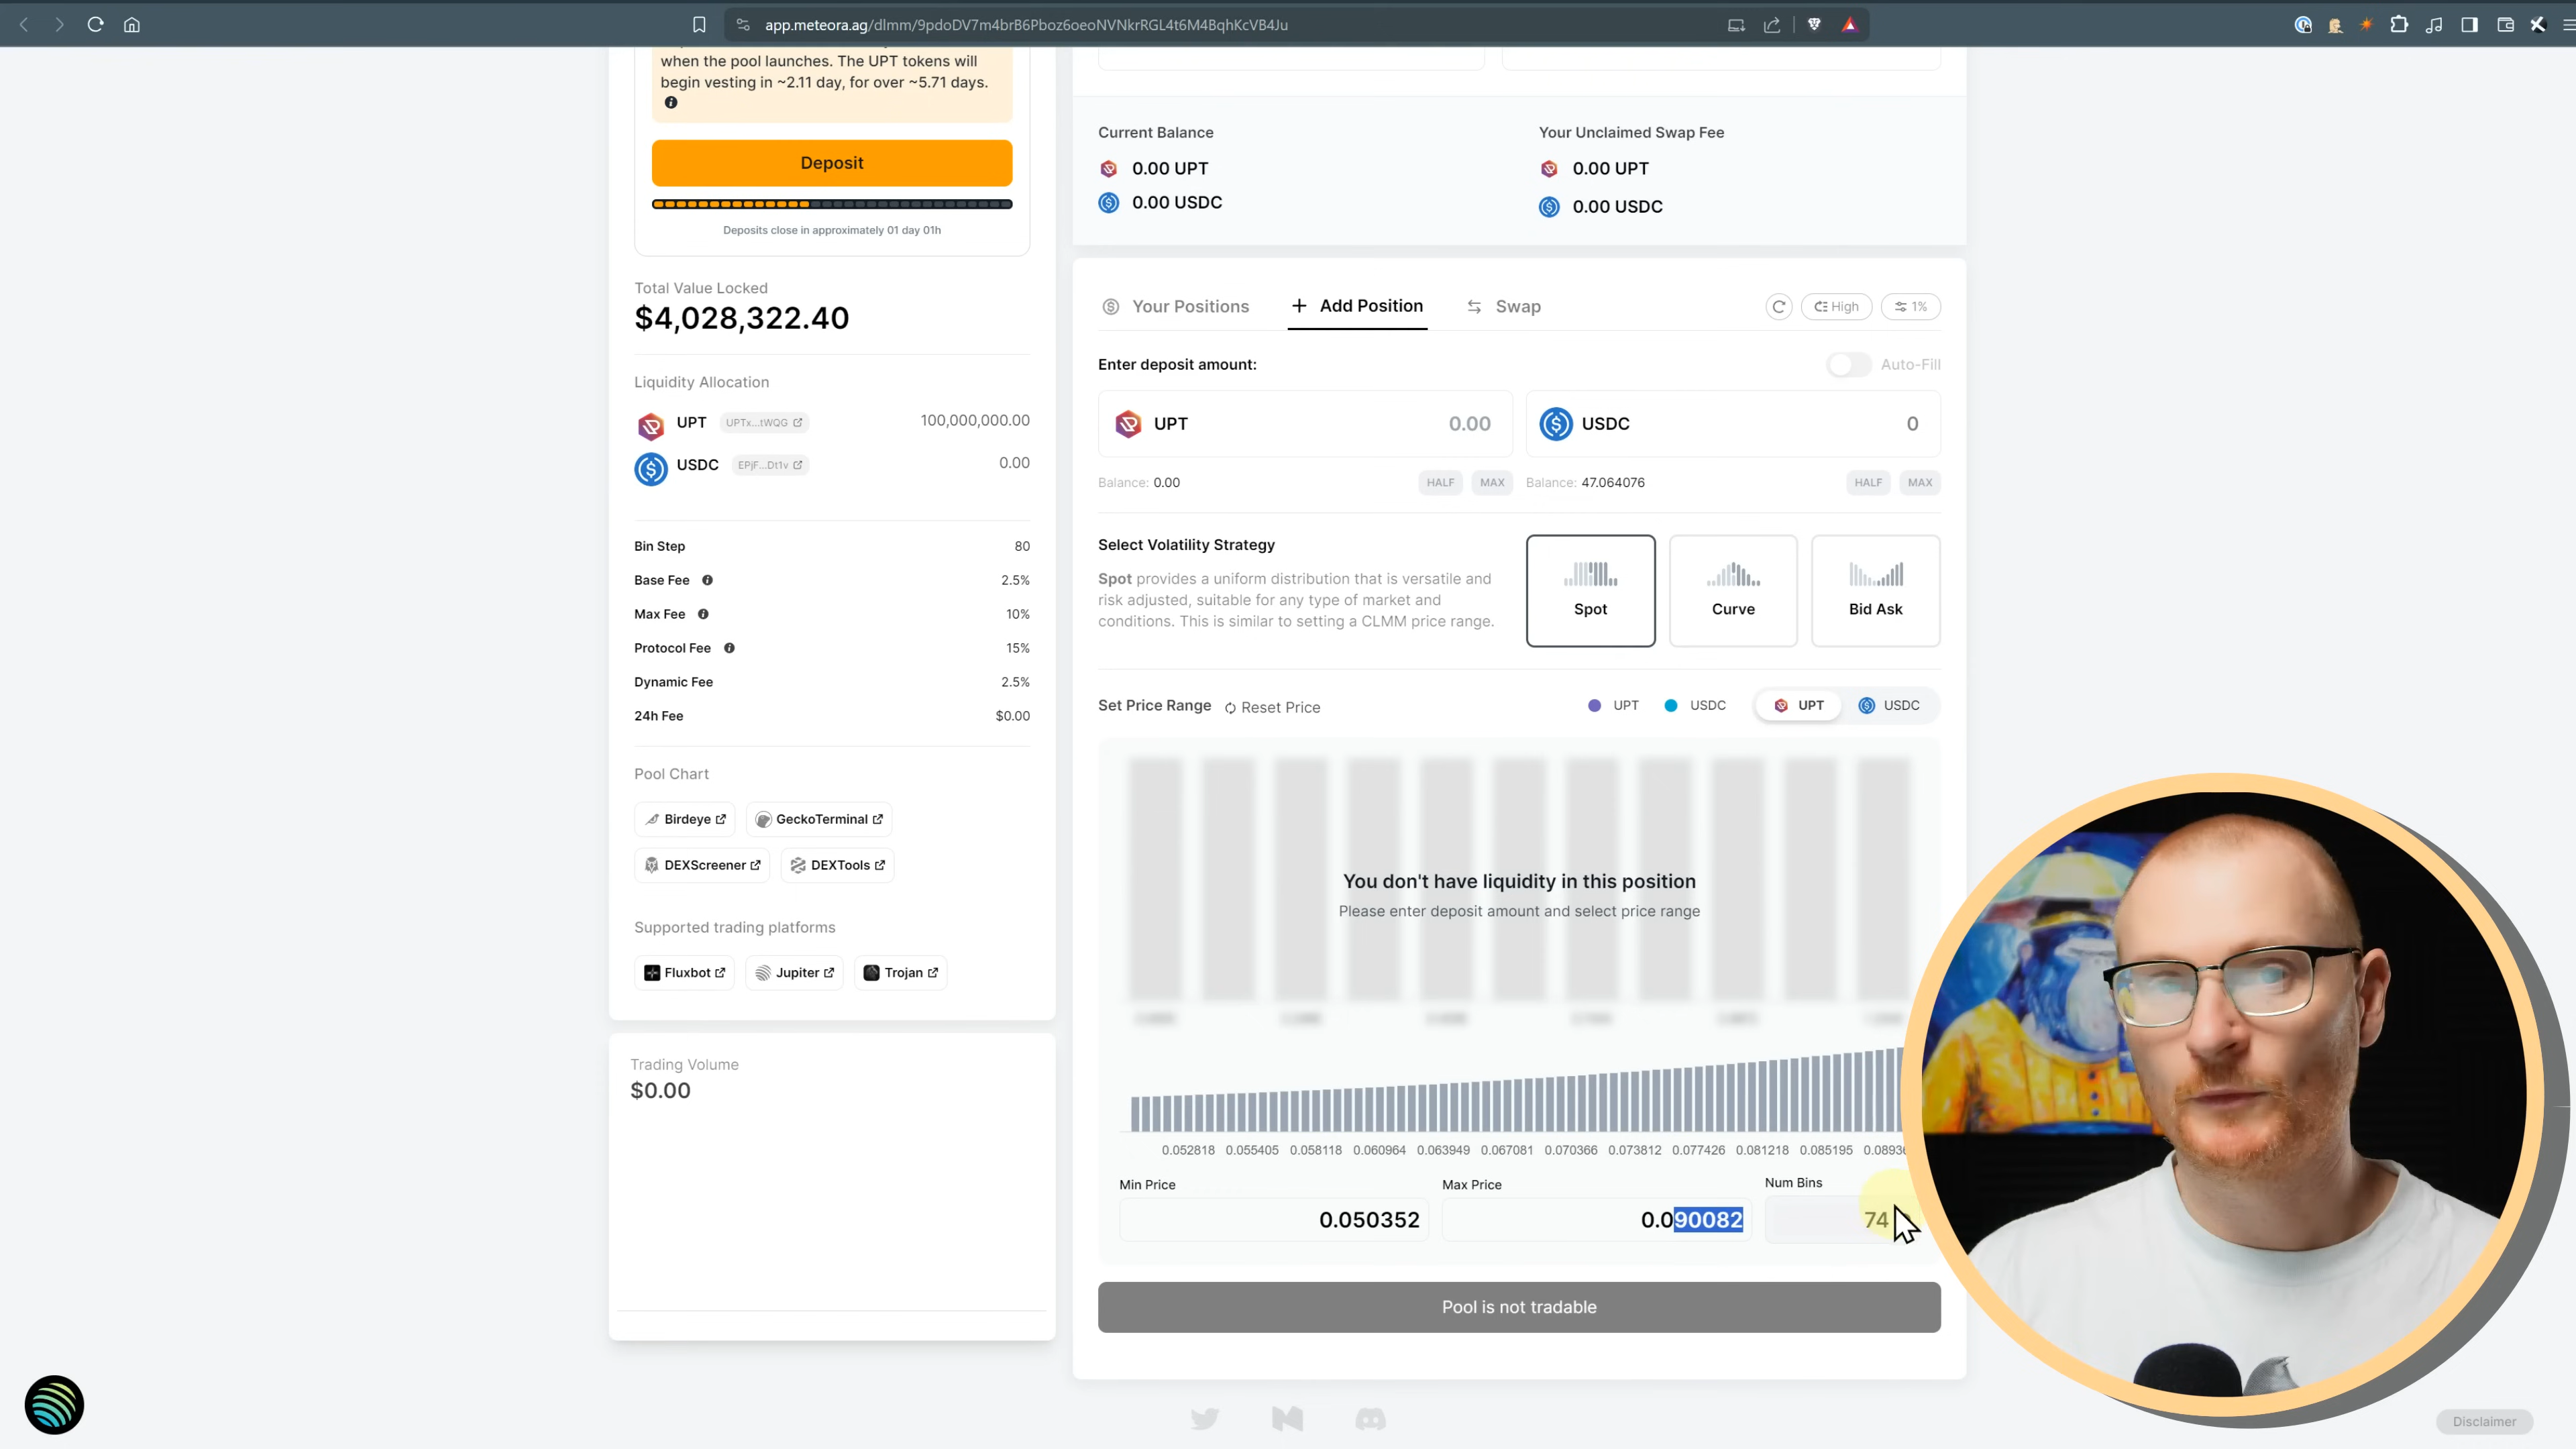 app.meteora.ag/dlmm/9pdoDV7m4brB6Pboz6oeoNVNkrRGL4t6M4BqhKcVB4Ju
when the pool launches. The UPT tokens will
begin vesting in ~2.11 day, for over ~5.71 days.
Deposit
Deposits close in approximately 01 day 01h
Total Value Locked
$4,028,322.40
Liquidity Allocation
UPT UPTx...tWQG 100,000,000.00
USDC EPjF...Dt1v 0.00
Bin Step 80
Base Fee 2.5%
Max Fee 10%
Protocol Fee 15%
Dynamic Fee 2.5%
24h Fee $0.00
Pool Chart
Birdeye GeckoTerminal
DEXScreener DEXTools
Supported trading platforms
Fluxbot Jupiter Trojan
Trading Volume
$0.00
Current Balance Your Unclaimed Swap Fee
0.00 UPT 0.00 UPT
0.00 USDC 0.00 USDC
Your Positions + Add Position Swap High 1%
Enter deposit amount: Auto-Fill
UPT 0.00 USDC 0
Balance: 0.00 HALF MAX Balance: 47.064076 HALF MAX
Select Volatility Strategy
Spot provides a uniform distribution that is versatile and
risk adjusted, suitable for any type of market and
conditions. This is similar to setting a CLMM price range.
Spot Curve Bid Ask
Set Price Range Reset Price UPT USDC UPT USDC
You don't have liquidity in this position
Please enter deposit amount and select price range
0.052818 0.055405 0.058118 0.060964 0.063949 0.067081 0.070366 0.073812 0.077426 0.081218 0.085195
Min Price Max Price Num Bins
0.050352 0.090082 74
Pool is not tradable
Disclaimer